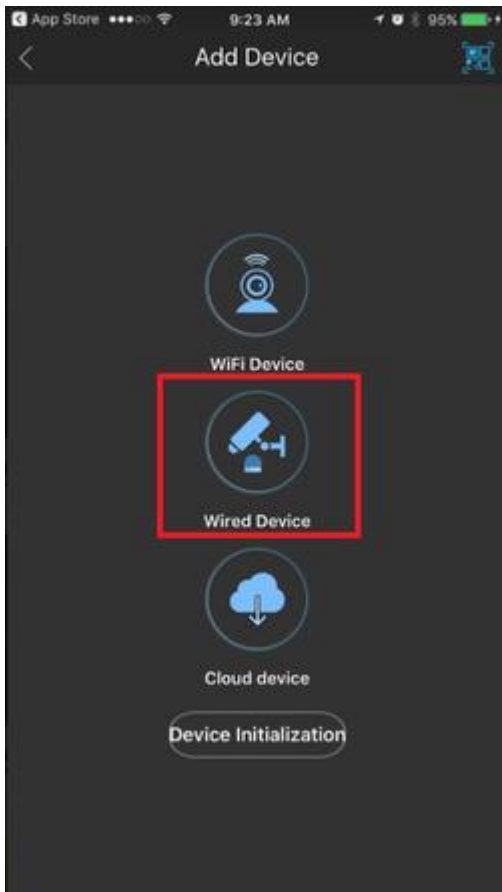 App Store 9:23 AM 95%
Add Device
WiFi Device
Wired Device
Cloud device
Device Initialization